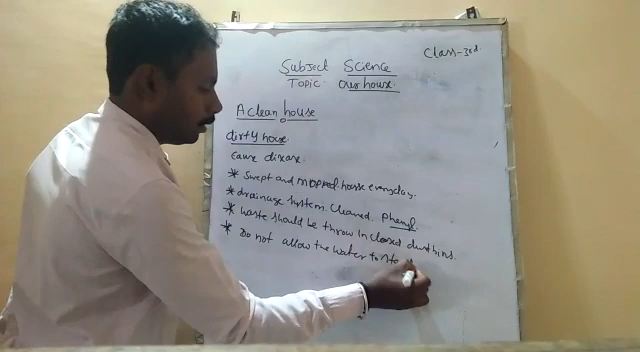 Class-3rd.
Subject Science
Topic Our house.
A clean house
dirty house.
cause disease.
* Swept and mopped house everyday.
* drainage system cleaned. Phenyl
* Waste should be throw in closed dustbins.
* Do not allow the water to sta